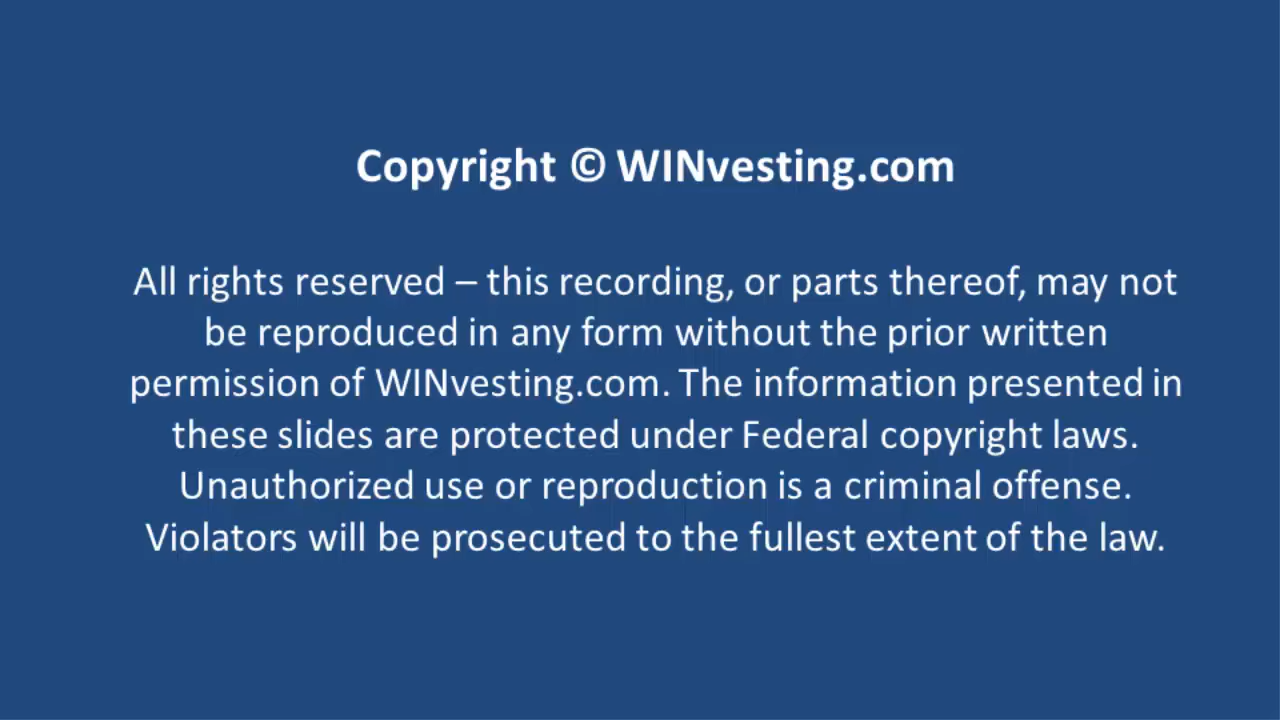 Copyright © WINvesting.com
All rights reserved – this recording, or parts thereof, may not
be reproduced in any form without the prior written
permission of WINvesting.com. The information presented in
these slides are protected under Federal copyright laws.
Unauthorized use or reproduction is a criminal offense.
Violators will be prosecuted to the fullest extent of the law.